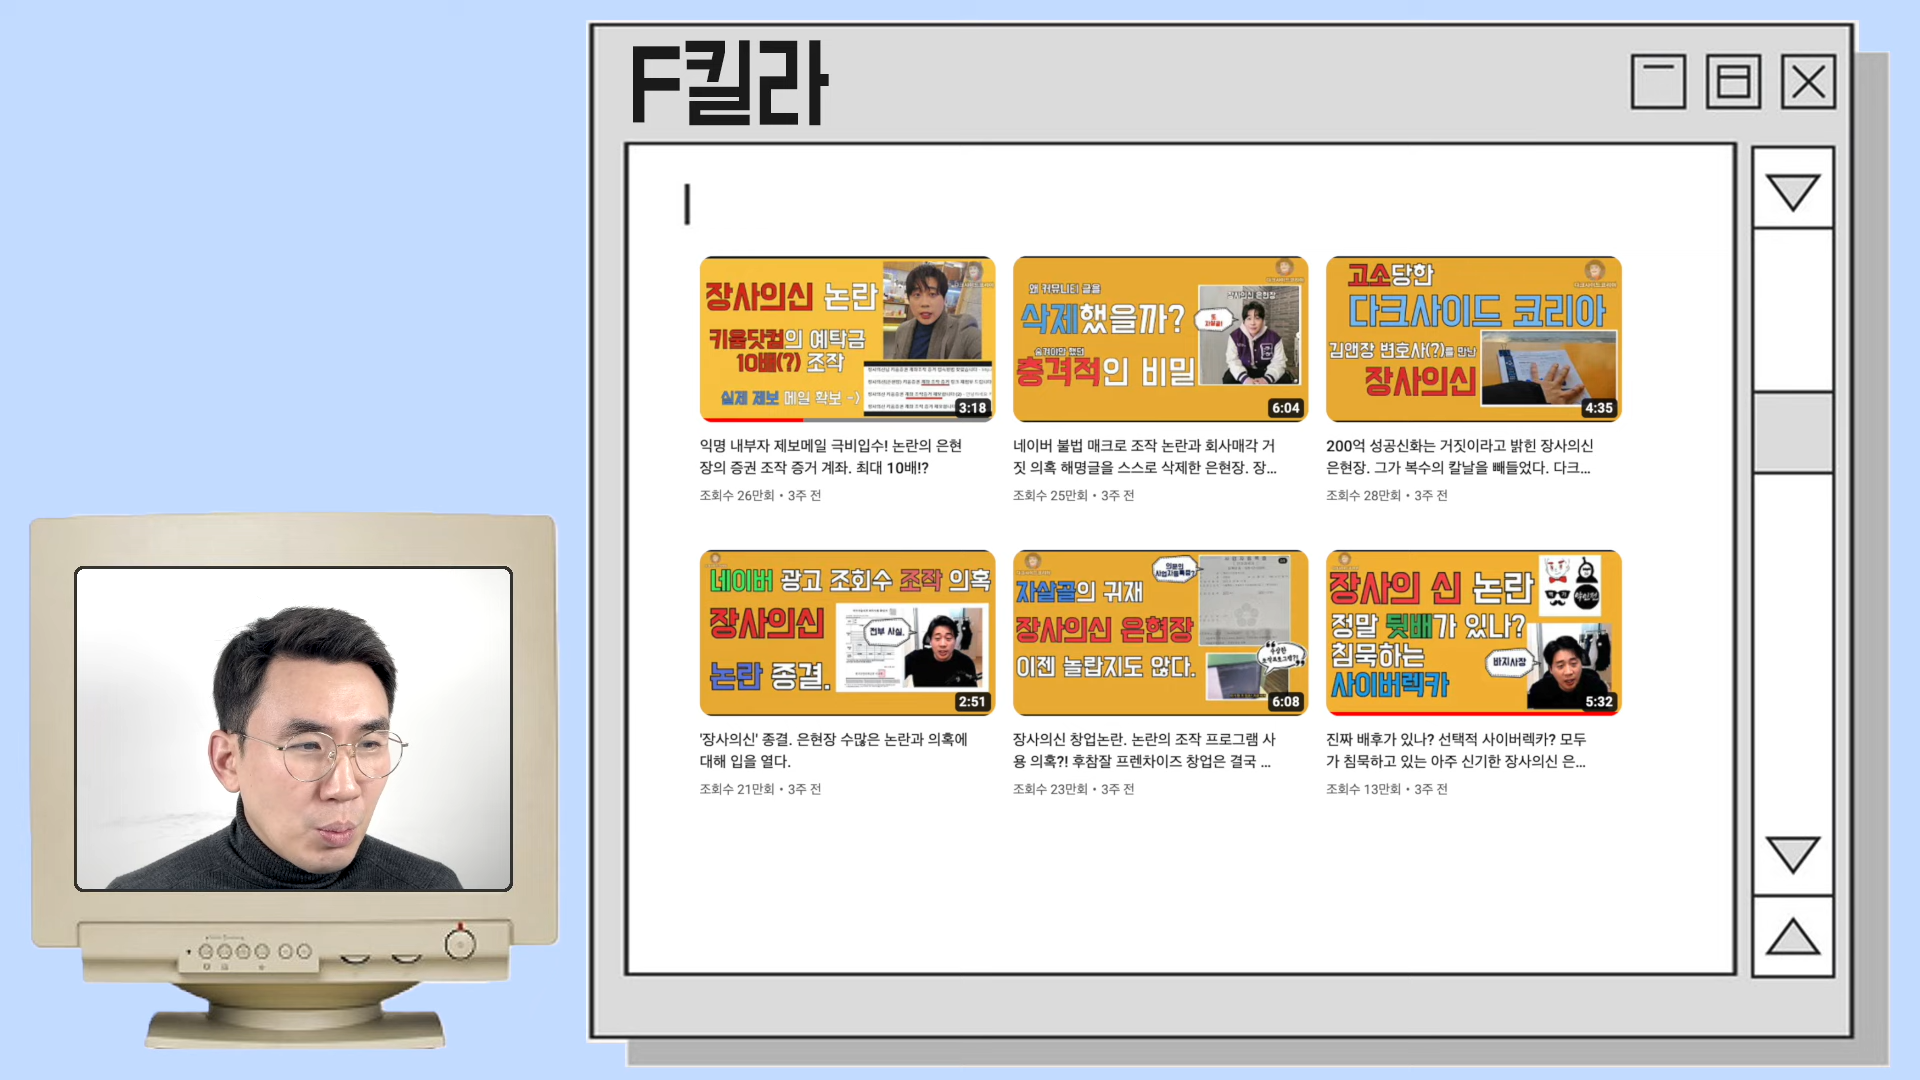 F킬라
장사의신 논란
키움닷컴의 예탁금
10배(?) 조작
실제 제보 메일 확보 ->
3:18
익명 내부자 제보메일 극비입수! 논란의 은현
장의 증권 조작 증거 계좌. 최대 10배!?
조회수 26만회 • 3주 전
왜 커뮤니티 글을
삭제했을까?
숨겨야만 했던
충격적인 비밀
6:04
네이버 불법 매크로 조작 논란과 회사매각 거
짓 의혹 해명글을 스스로 삭제한 은현장. 장...
조회수 25만회 • 3주 전
고소당한
다크사이드 코리아
김앤장 변호사(?)를 만난
장사의신
4:35
200억 성공신화는 거짓이라고 밝힌 장사의신
은현장. 그가 복수의 칼날을 빼들었다. 다크...
조회수 28만회 • 3주 전
네이버 광고 조회수 조작 의혹
장사의신
전부 사실.
논란 종결.
2:51
'장사의신' 종결. 은현장 수많은 논란과 의혹에
대해 입을 열다.
조회수 21만회 • 3주 전
자살골의 귀재
장사의신 은현장
이젠 놀랍지도 않다.
6:08
장사의신 창업논란. 논란의 조작 프로그램 사
용 의혹?! 후참잘 프렌차이즈 창업은 결국 ...
조회수 23만회 • 3주 전
장사의 신 논란
정말 뒷배가 있나?
침묵하는
사이버렉카
바지사장
5:32
진짜 배후가 있나? 선택적 사이버렉카? 모두
가 침묵하고 있는 아주 신기한 장사의신 은...
조회수 13만회 • 3주 전